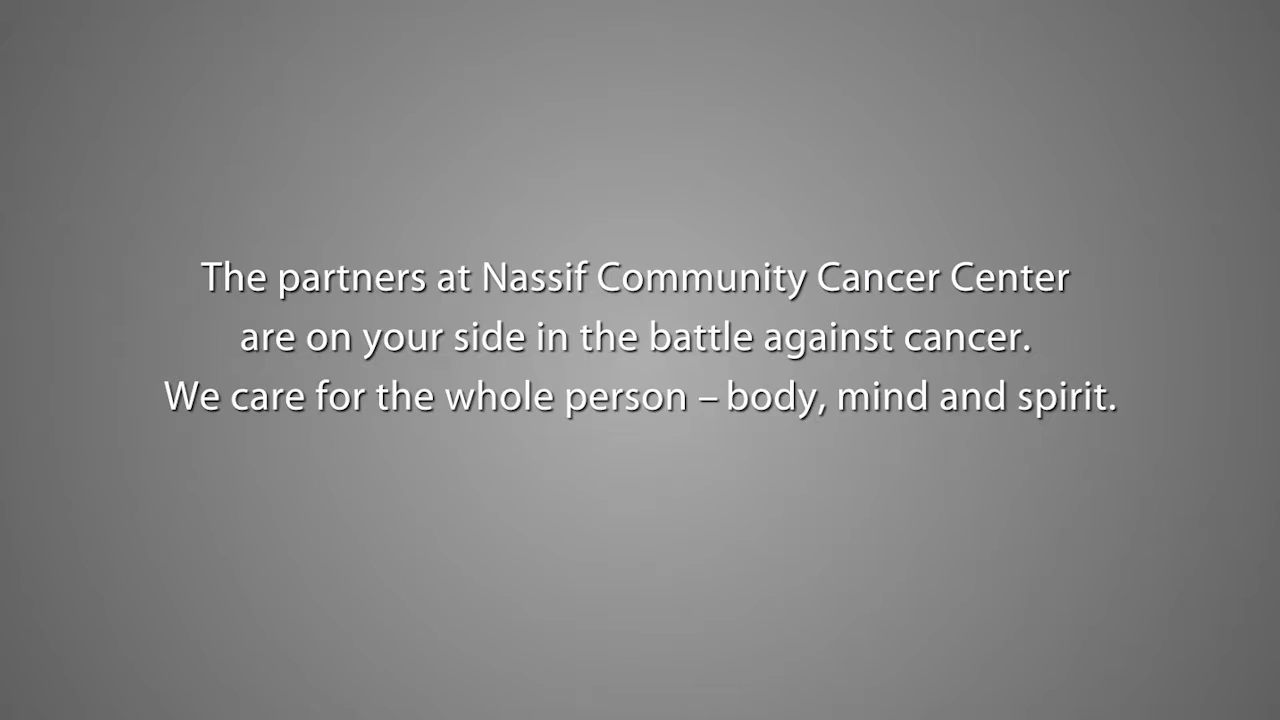 The partners at Nassif Community Cancer Center
are on your side in the battle against cancer.
We care for the whole person – body, mind and spirit.